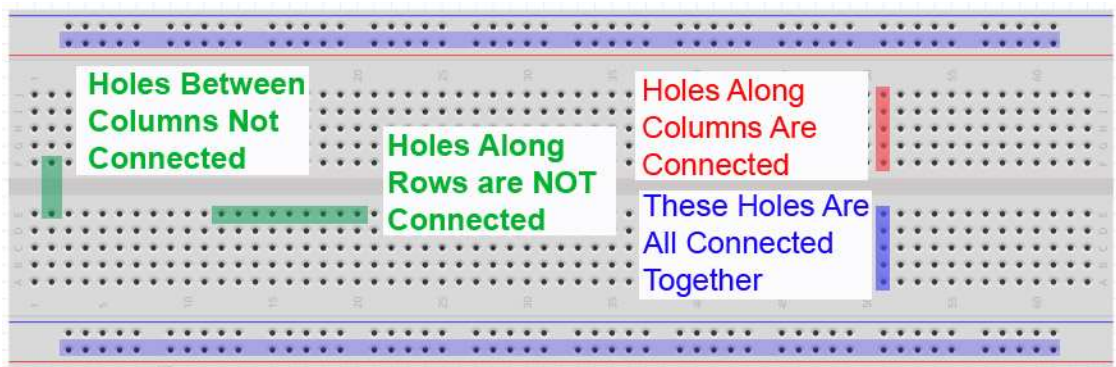 Holes Between
Columns Not
Connected
Holes Along
Rows are NOT
Connected
Holes Along
Columns Are
Connected
These Holes Are
All Connected
Together